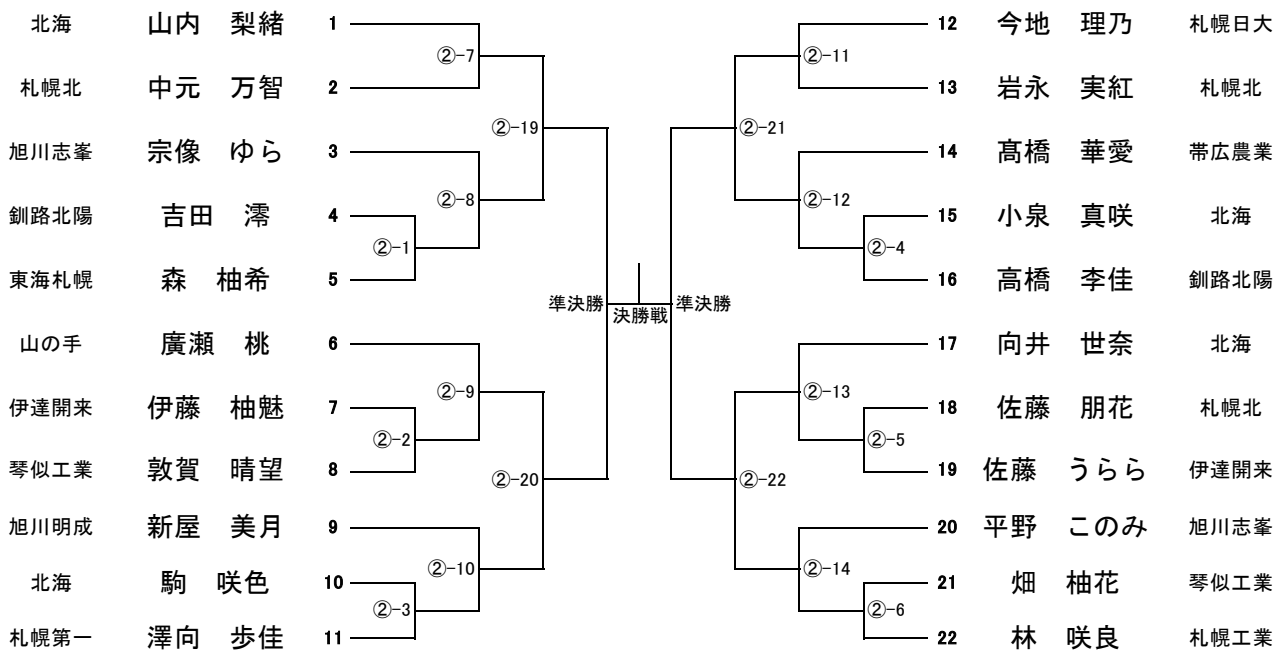 北海 山内 梨緒 1
②-7
札幌北 中元 万智 2
②-19
旭川志峯 宗像 ゆら 3
②-8
釧路北陽 吉田 澪 4
②-1
東海札幌 森 柚希 5
準決勝
山の手 廣瀬 桃 6
②-9
伊達開来 伊藤 柚魅 7
②-2
琴似工業 敦賀 晴望 8
②-20
旭川明成 新屋 美月 9
②-10
北海 駒 咲色 10
②-3
札幌第一 澤向 歩佳 11
決勝戦
12 今地 理乃 札幌日大
②-11
13 岩永 実紅 札幌北
②-21
14 髙橋 華愛 帯広農業
②-12
15 小泉 真咲 北海
②-4
16 高橋 李佳 釧路北陽
準決勝
17 向井 世奈 北海
②-13
18 佐藤 朋花 札幌北
②-5
19 佐藤 うらら 伊達開来
②-22
20 平野 このみ 旭川志峯
②-14
21 畑 柚花 琴似工業
②-6
22 林 咲良 札幌工業